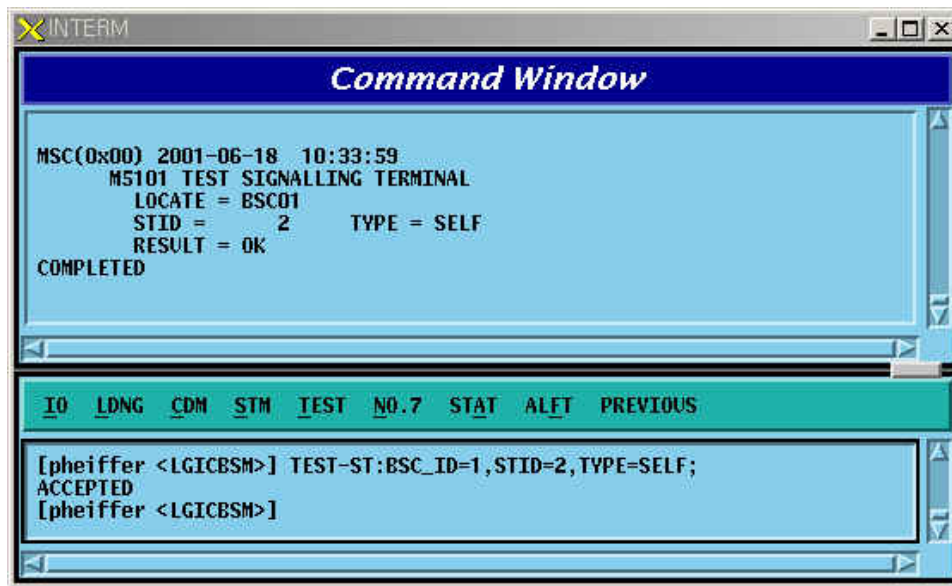 INTERM
Command Window
MSC(0x00) 2001-06-18 10:33:59
M5101 TEST SIGNALLING TERMINAL
LOCATE = BSC01
STID = 2 TYPE = SELF
RESULT = OK
COMPLETED
IO LDNG CDM STM TEST NO.7 STAT ALFT PREVIOUS
[pheiffer <LGICBSM>] TEST-ST:BSC_ID=1,STID=2,TYPE=SELF;
ACCEPTED
[pheiffer <LGICBSM>]